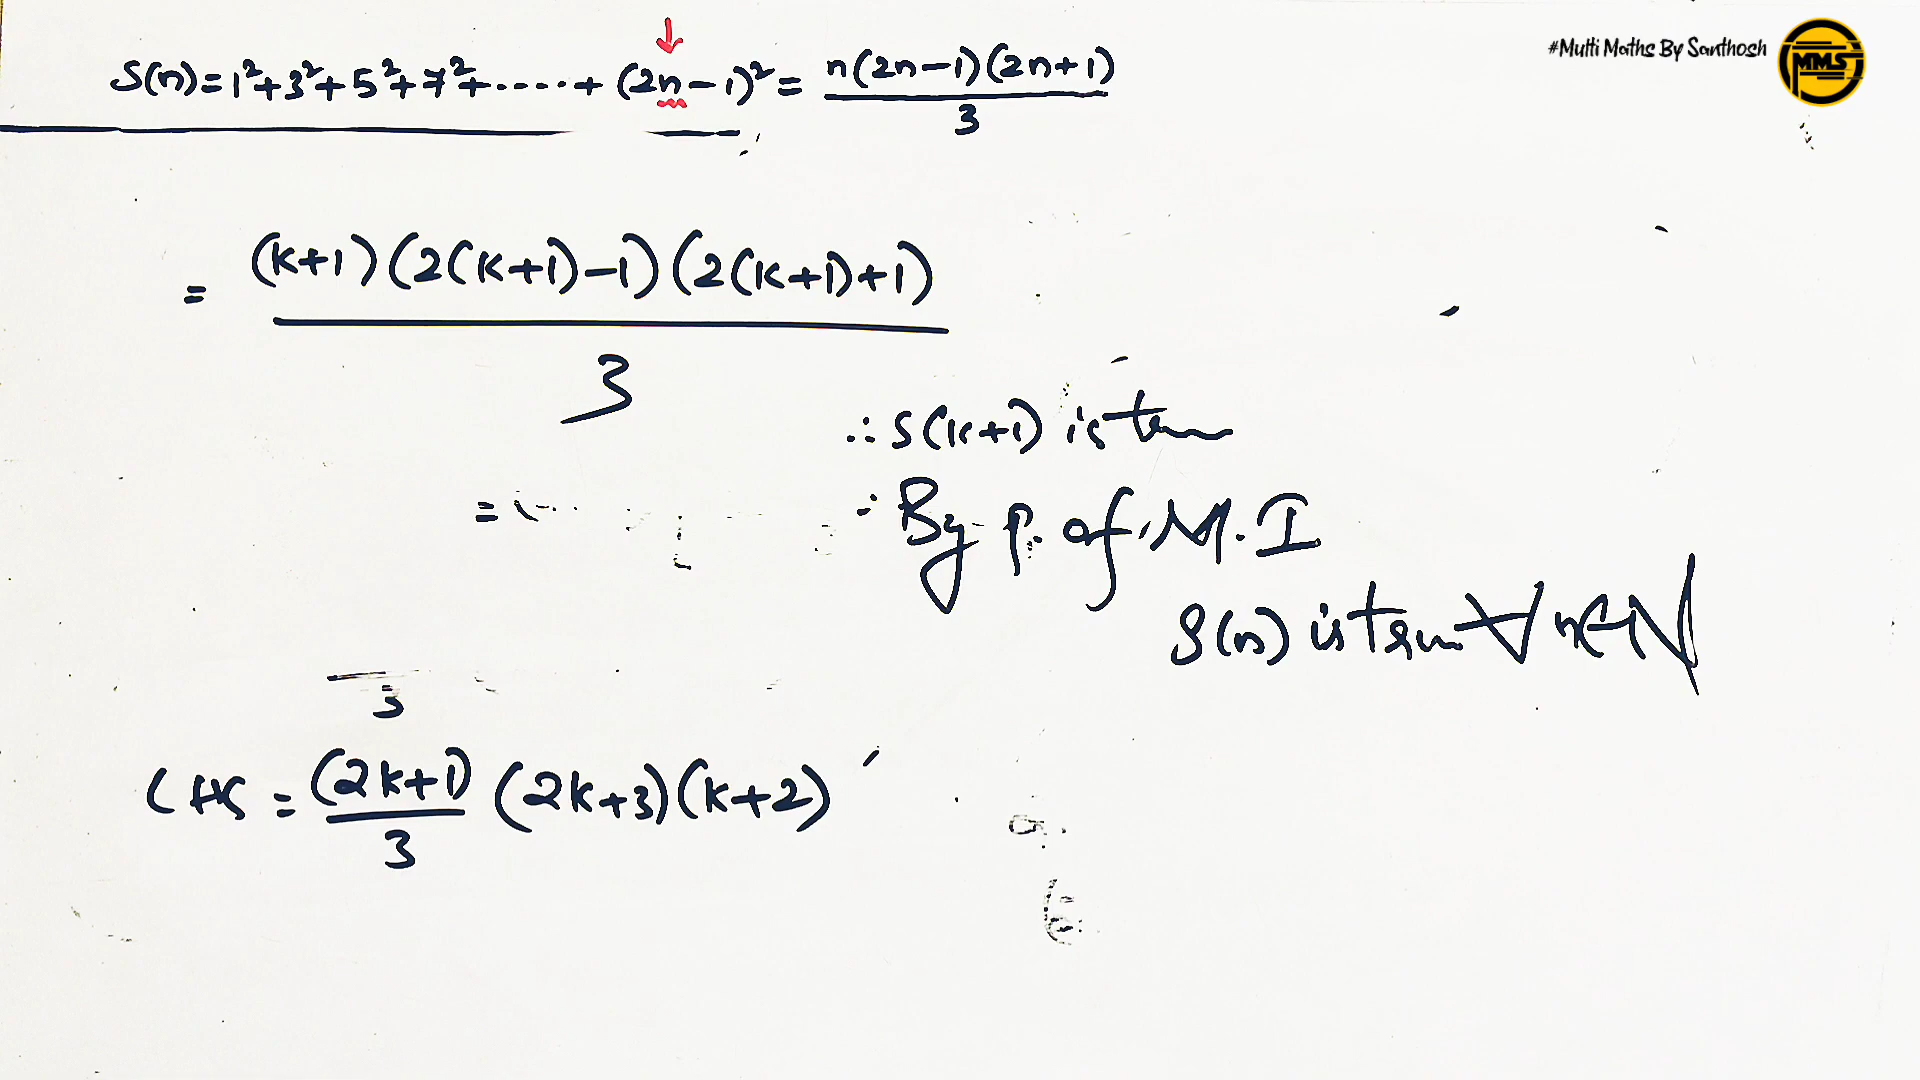 #Multi Maths By Santhosh
MMS
S(n) = 1² + 3² + 5² + 7² + ..... + (2n-1)² = n(2n-1)(2n+1) / 3
= (k+1)(2(k+1)-1)(2(k+1)+1) / 3
∴ S(k+1) is
∴ By P. of M.I
S(n) is ∀ n∈N
=
3
LHS = (2k+1)/3 (2k+3)(k+2)